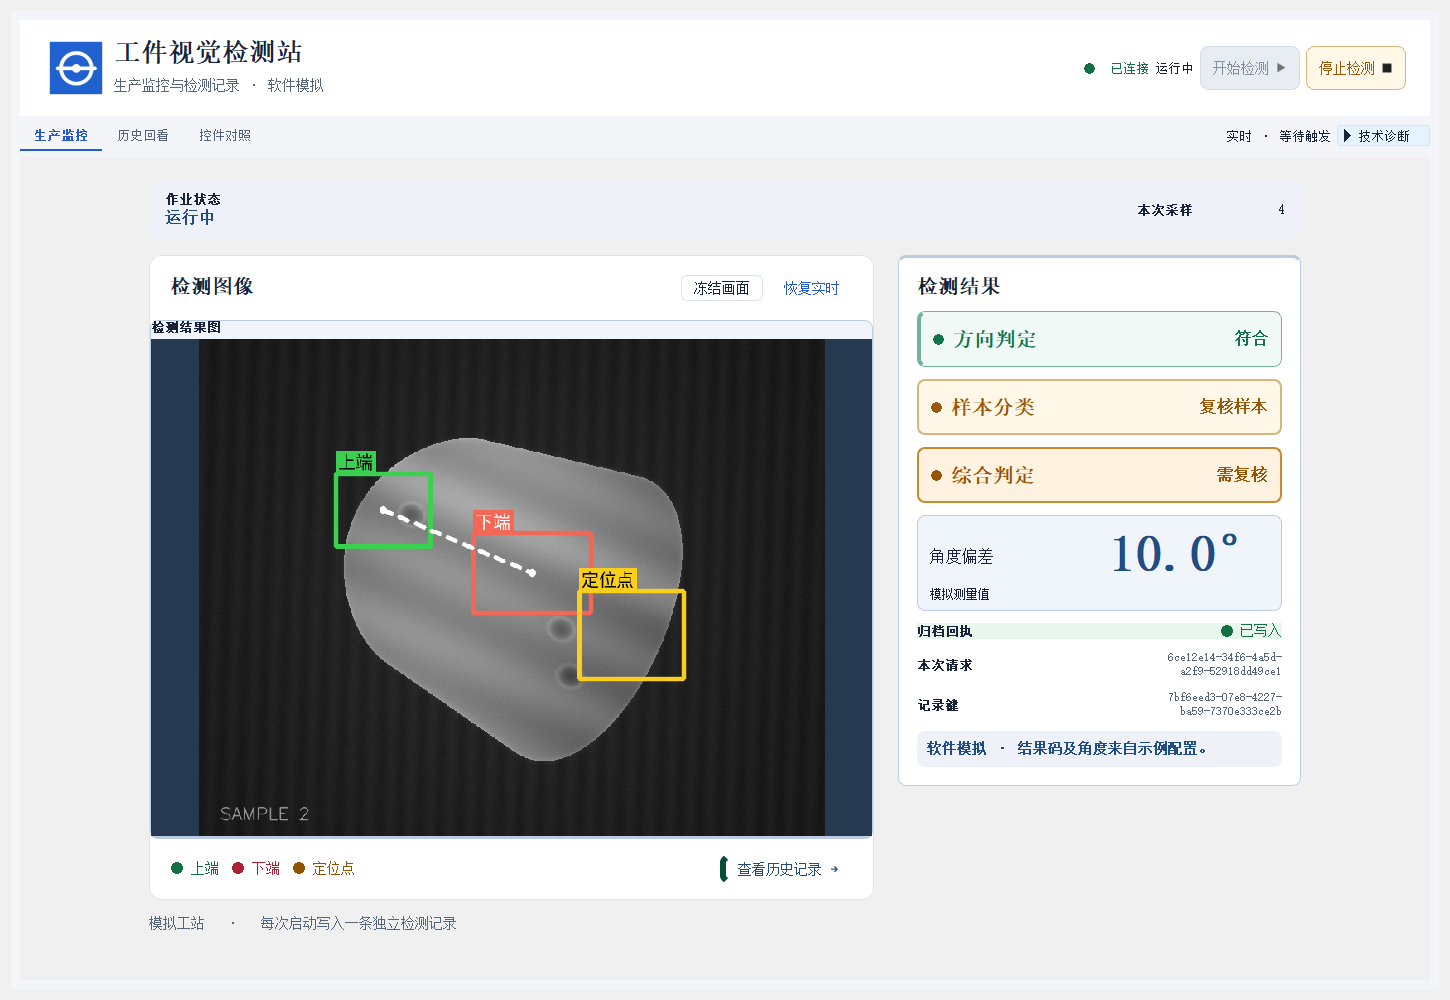 工件视觉检测站
生产监控与检测记录 · 软件模拟
已连接 运行中 开始检测 停止检测
生产监控 历史回看 控件对照
实时 · 等待触发 技术诊断
作业状态
运行中
本次采样 4
检测图像 冻结画面 恢复实时
检测结果图
上端
下端
定位点
SAMPLE 2
上端 下端 定位点 查看历史记录 →
检测结果
方向判定 符合
样本分类 复核样本
综合判定 需复核
角度偏差 10.0°
模拟测量值
归档回执 已写入
本次请求 6ce12e14-34f6-4a5d-
a2f9-52918dd49ce1
记录键 7bf6eed3-07e8-4227-
ba59-7370e333ce2b
软件模拟 · 结果码及角度来自示例配置。
模拟工站 · 每次启动写入一条独立检测记录